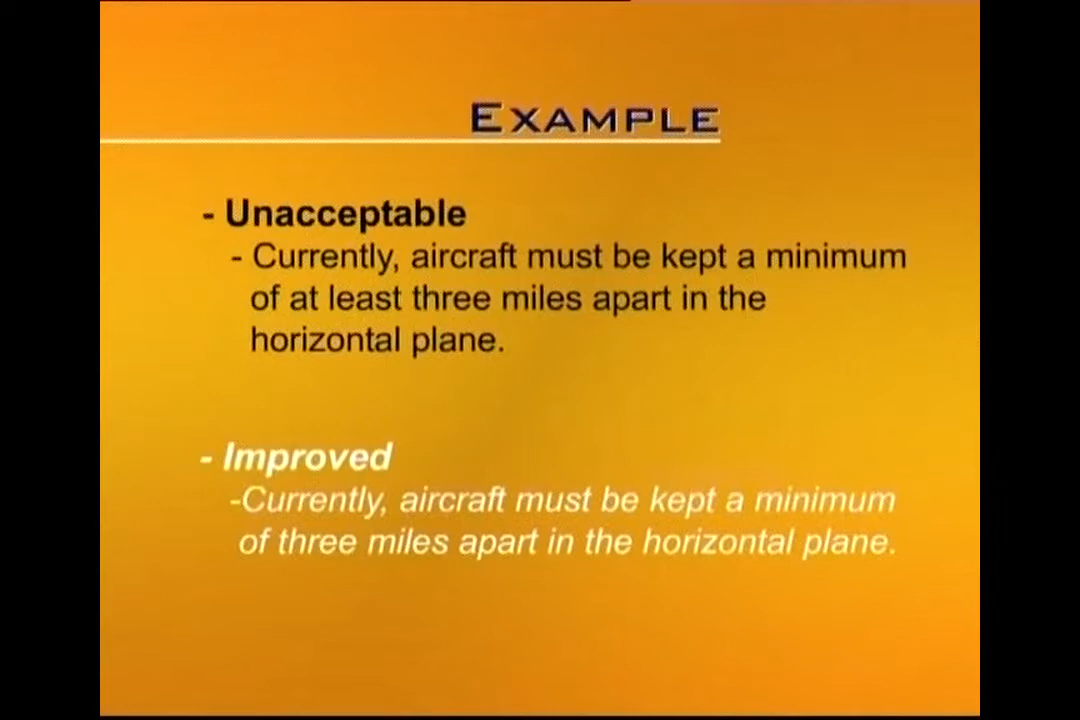 EXAMPLE
- Unacceptable
- Currently, aircraft must be kept a minimum
of at least three miles apart in the
horizontal plane.
- Improved
-Currently, aircraft must be kept a minimum
of three miles apart in the horizontal plane.